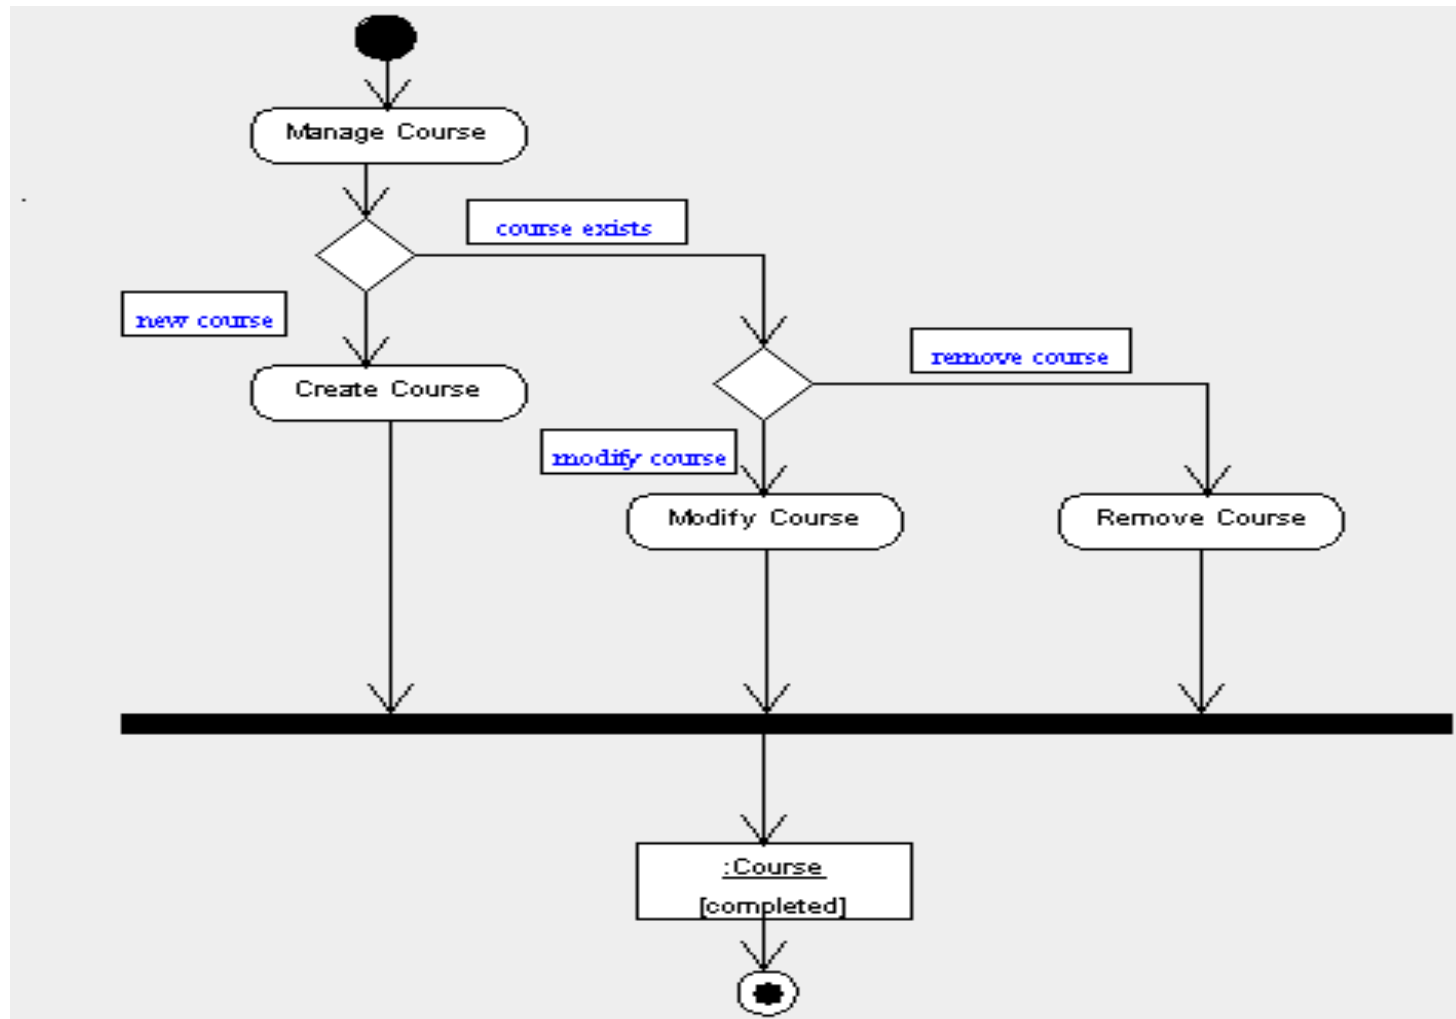 Manage Course
course exists
new course
remove course
Create Course
modify course
Modify Course
Remove Course
:Course
[completed]